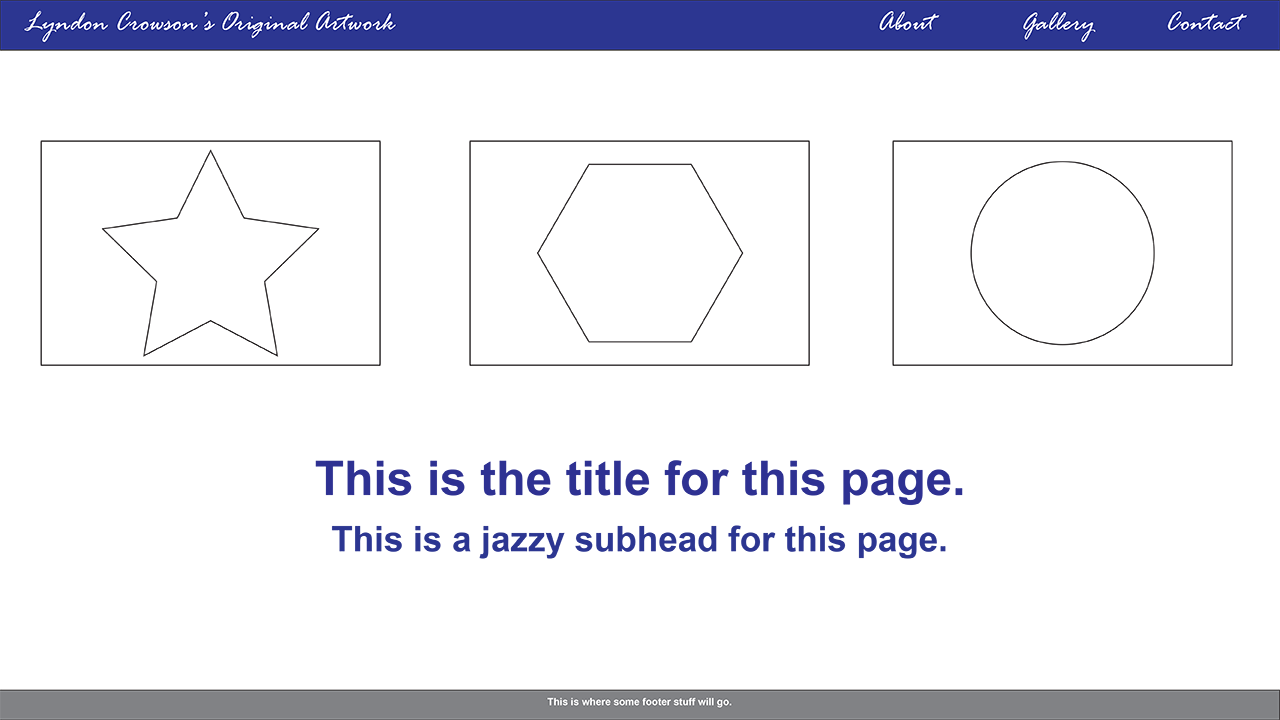 Lyndon Crowson's Original Artwork About Gallery Contact
This is the title for this page.
This is a jazzy subhead for this page.
This is where some footer stuff will go.